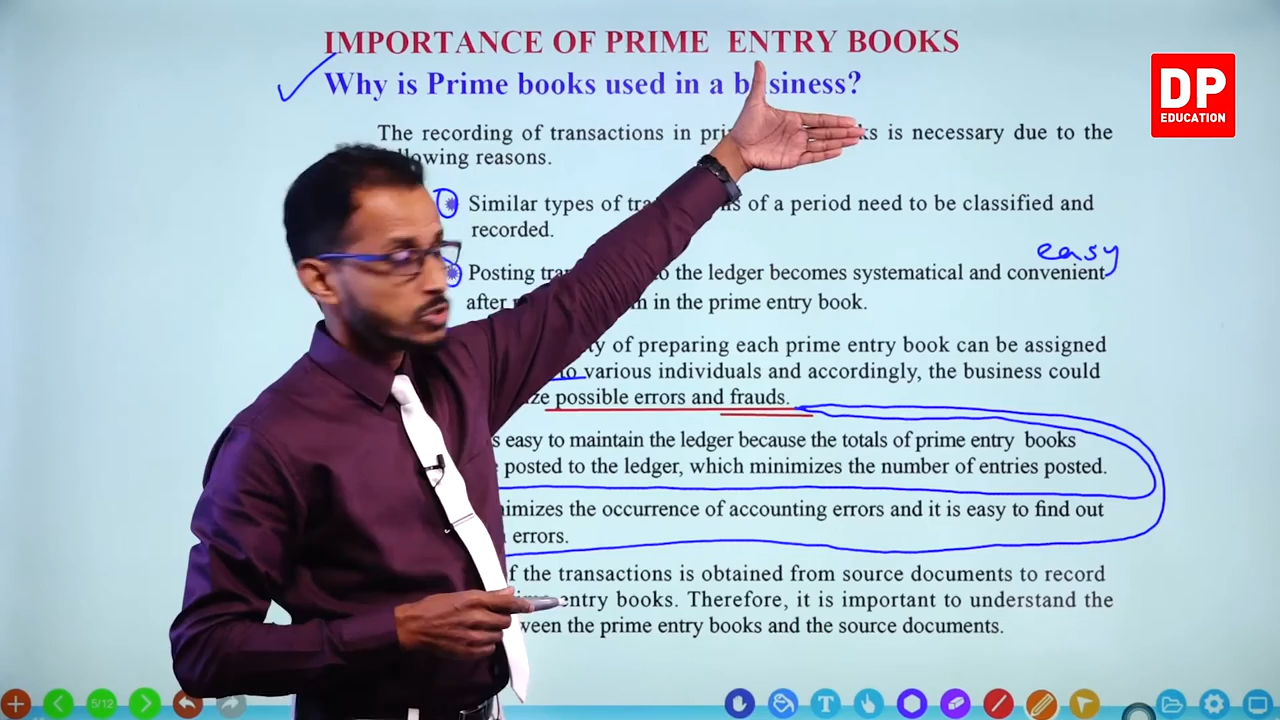 IMPORTANCE OF PRIME ENTRY BOOKS
Why is Prime books used in a business?
DP
EDUCATION
The recording of transactions in ks is necessary due to the
lowing reasons.
Similar types of of a period need to be classified and
recorded.
easy
Posting to the ledger becomes systematical and convenient
after in the prime entry book.
of preparing each prime entry book can be assigned
to various individuals and accordingly, the business could
possible errors and frauds.
s easy to maintain the ledger because the totals of prime entry books
posted to the ledger, which minimizes the number of entries posted.
imizes the occurrence of accounting errors and it is easy to find out
errors.
f the transactions is obtained from source documents to record
entry books. Therefore, it is important to understand the
ween the prime entry books and the source documents.
5/12